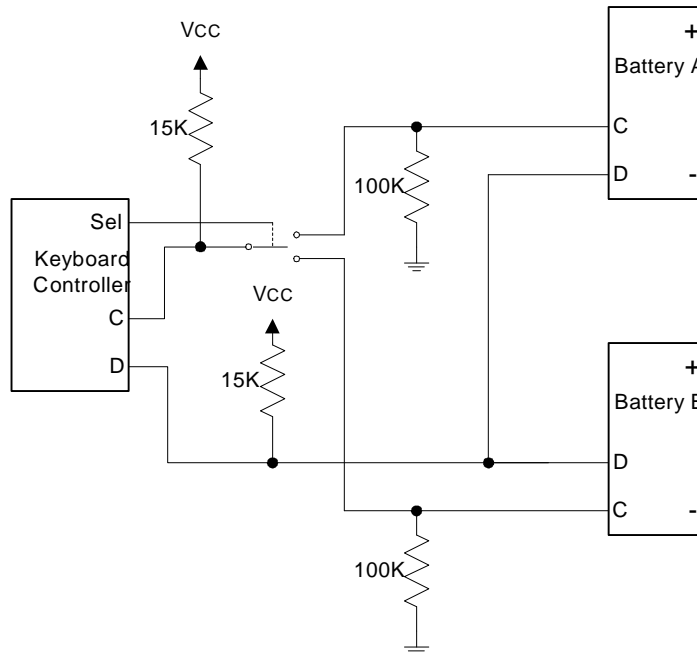 VCC
15K
+
Battery A
C
D
-
100K
Sel
Keyboard
Controller
C
D
VCC
15K
+
Battery
D
C
-
100K